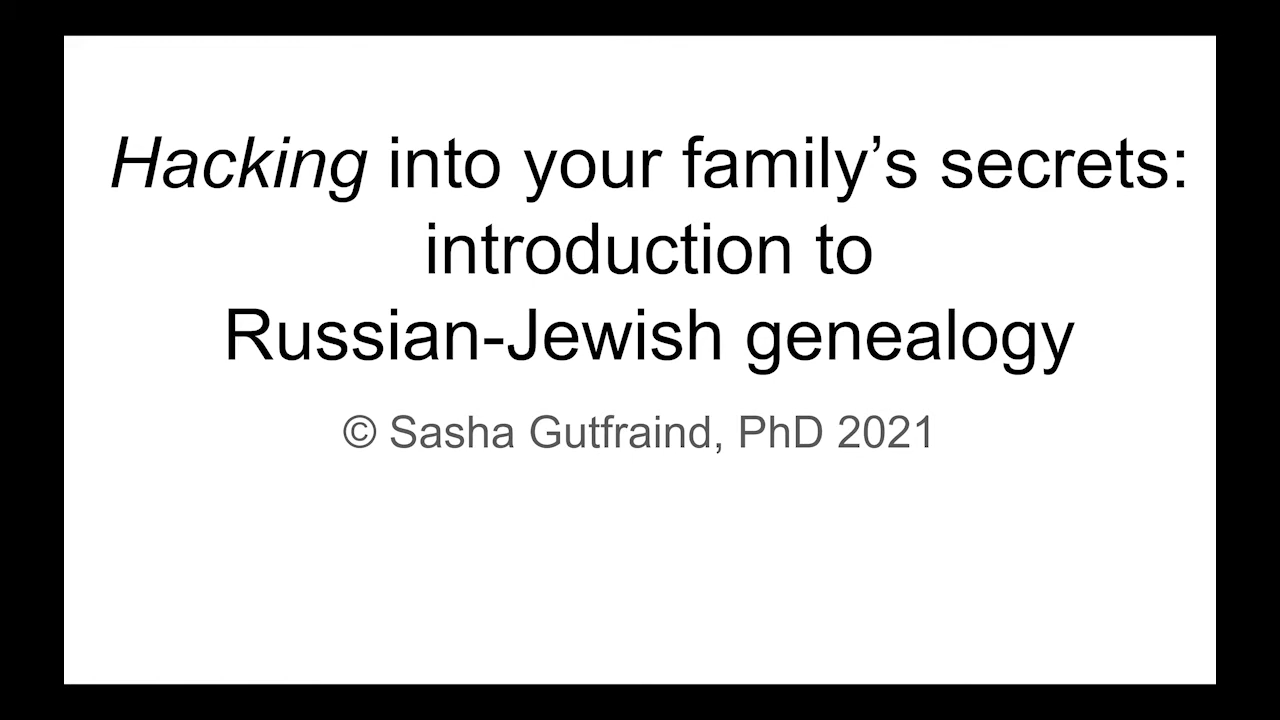 Hacking into your family’s secrets:
introduction to
Russian-Jewish genealogy
© Sasha Gutfraind, PhD 2021